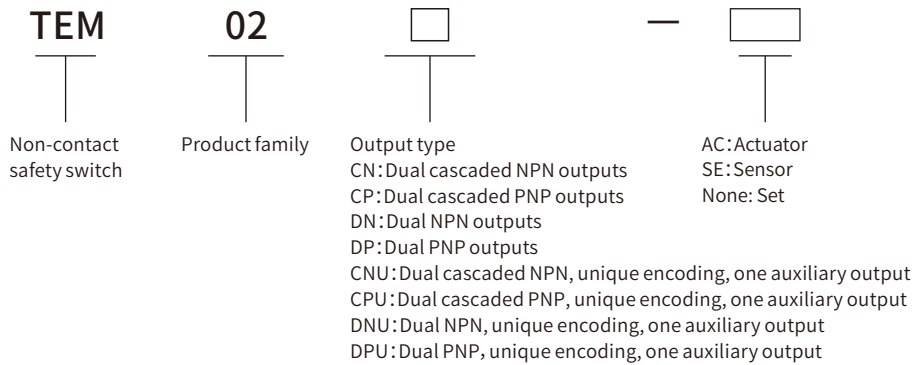 TEM 02 —
Non-contact
safety switch
Product family
Output type
CN:Dual cascaded NPN outputs
CP:Dual cascaded PNP outputs
DN:Dual NPN outputs
DP:Dual PNP outputs
CNU:Dual cascaded NPN, unique encoding, one auxiliary output
CPU:Dual cascaded PNP, unique encoding, one auxiliary output
DNU:Dual NPN, unique encoding, one auxiliary output
DPU:Dual PNP, unique encoding, one auxiliary output
AC:Actuator
SE:Sensor
None: Set